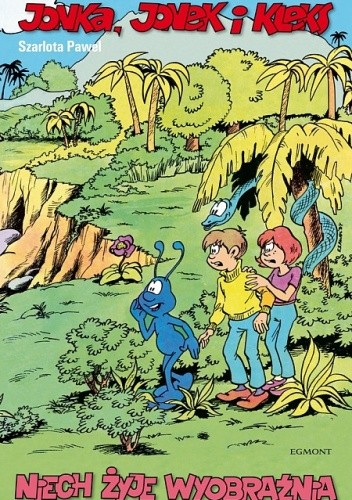 JONKA, JONEK i KLEKS
Szarlota Pawel
EGMONT
NIECH ŻYJE WYOBRAŹNIA